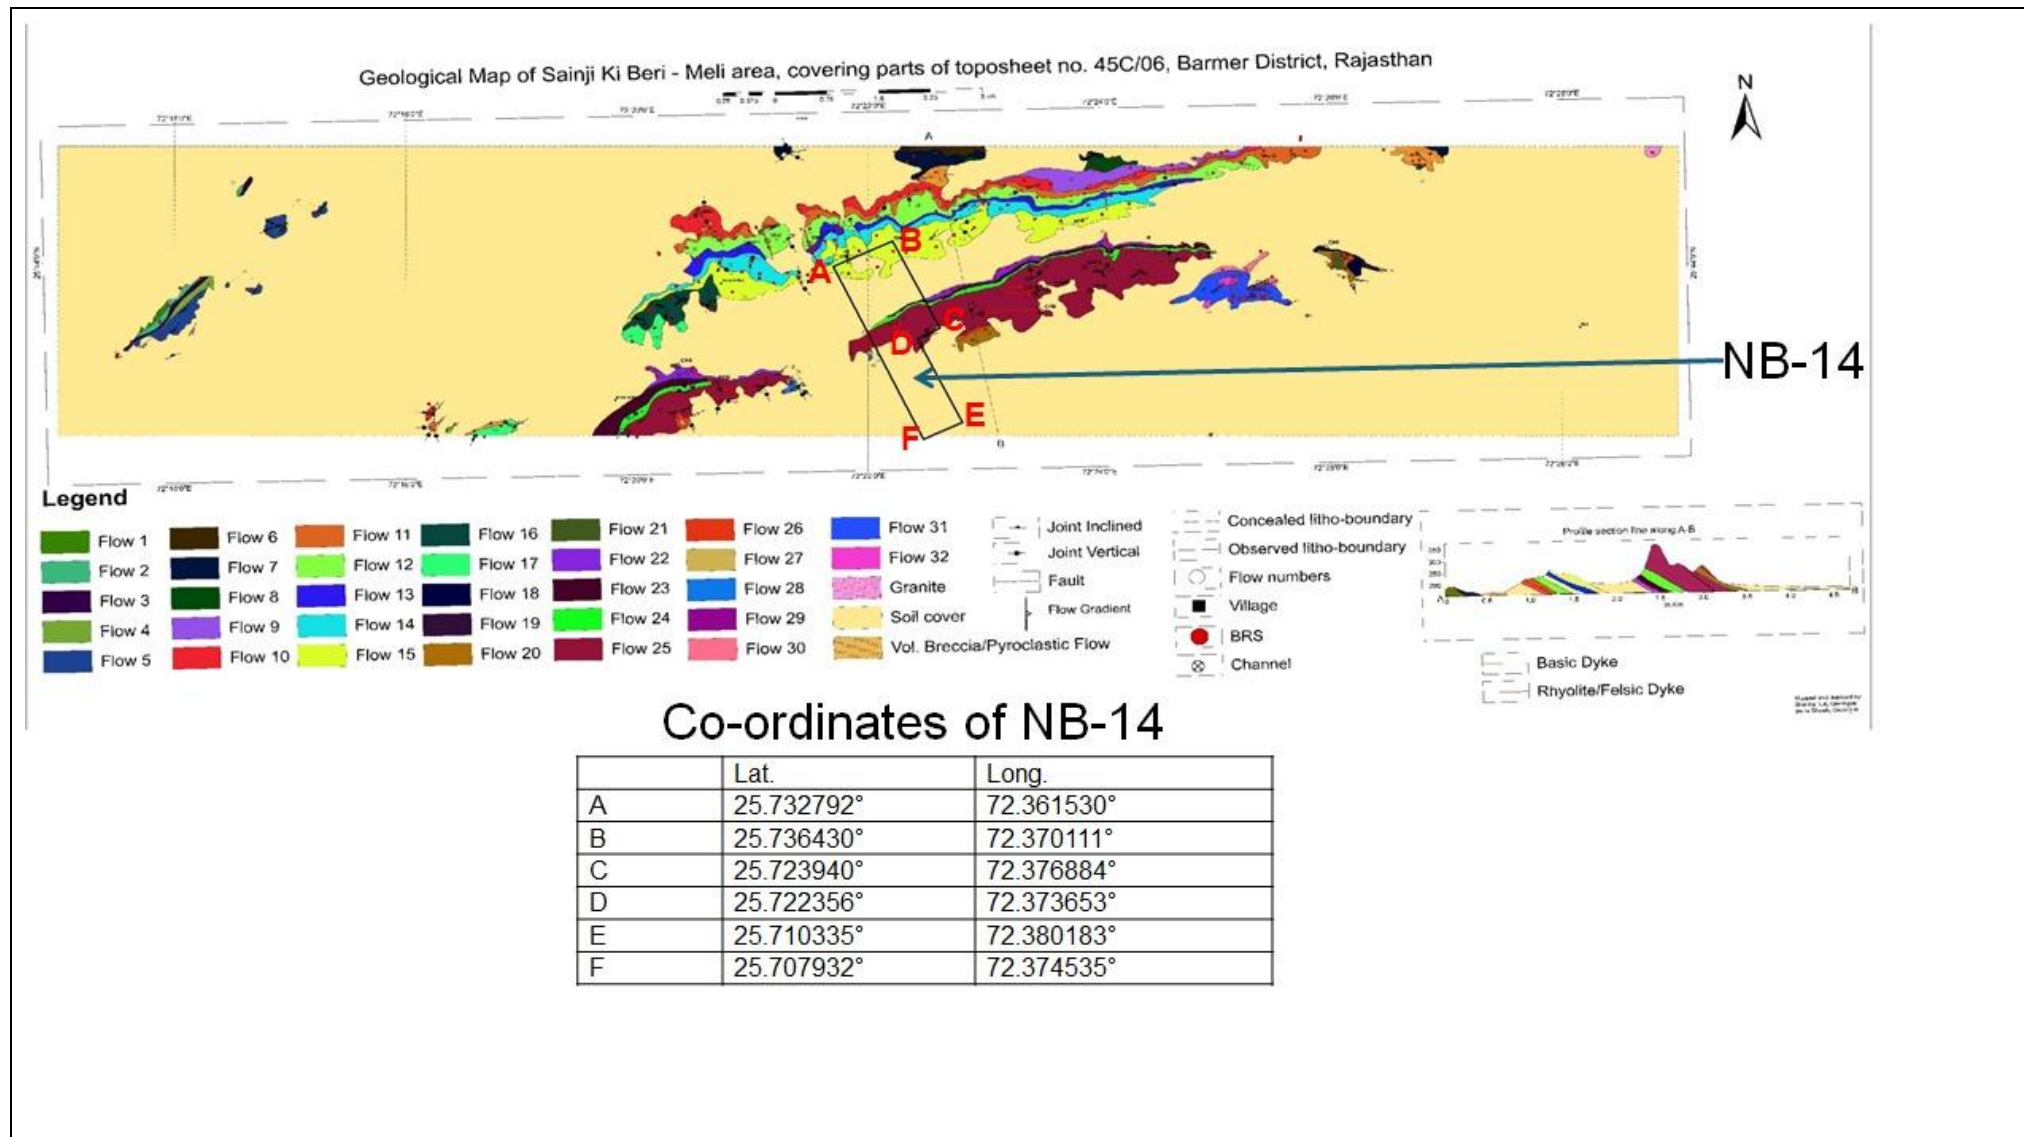 Geological Map of Sainji Ki Beri - Meli area, covering parts of toposheet no. 45C/06, Barmer District, Rajasthan
N
A
A
B
C
D
E
F
B
NB-14
Legend
Flow 1
Flow 2
Flow 3
Flow 4
Flow 5
Flow 6
Flow 7
Flow 8
Flow 9
Flow 10
Flow 11
Flow 12
Flow 13
Flow 14
Flow 15
Flow 16
Flow 17
Flow 18
Flow 19
Flow 20
Flow 21
Flow 22
Flow 23
Flow 24
Flow 25
Flow 26
Flow 27
Flow 28
Flow 29
Flow 30
Flow 31
Flow 32
Granite
Soil cover
Vol. Breccia/Pyroclastic Flow
Joint Inclined
Joint Vertical
Fault
Flow Gradient
Concealed litho-boundary
Observed litho-boundary
Flow numbers
Village
BRS
Channel
Profile section line along A-B
Basic Dyke
Rhyolite/Felsic Dyke
Co-ordinates of NB-14
Lat. Long.
A 25.732792° 72.361530°
B 25.736430° 72.370111°
C 25.723940° 72.376884°
D 25.722356° 72.373653°
E 25.710335° 72.380183°
F 25.707932° 72.374535°